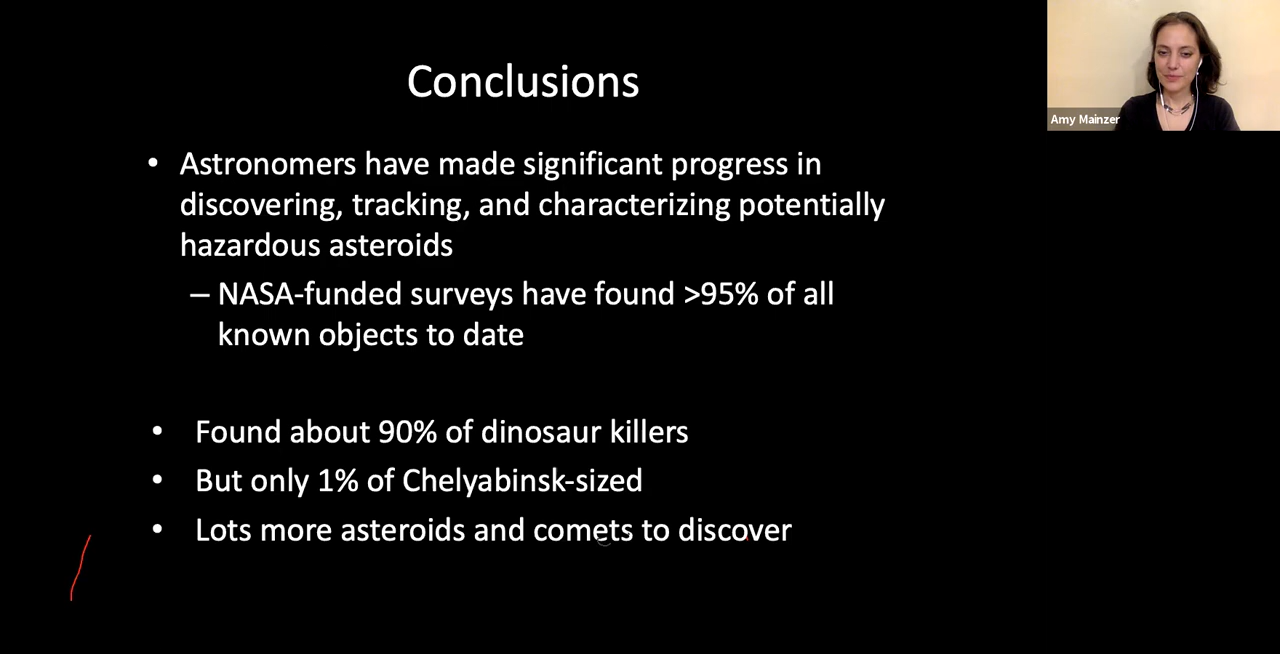 Conclusions
Amy Mainzer
• Astronomers have made significant progress in
discovering, tracking, and characterizing potentially
hazardous asteroids
– NASA-funded surveys have found >95% of all
known objects to date
• Found about 90% of dinosaur killers
• But only 1% of Chelyabinsk-sized
• Lots more asteroids and comets to discover